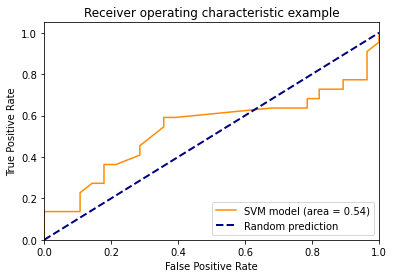 Receiver operating characteristic example
1.0
0.8
0.6
0.4
0.2
0.0
True Positive Rate
SVM model (area = 0.54)
Random prediction
0.0 0.2 0.4 0.6 0.8 1.0
False Positive Rate